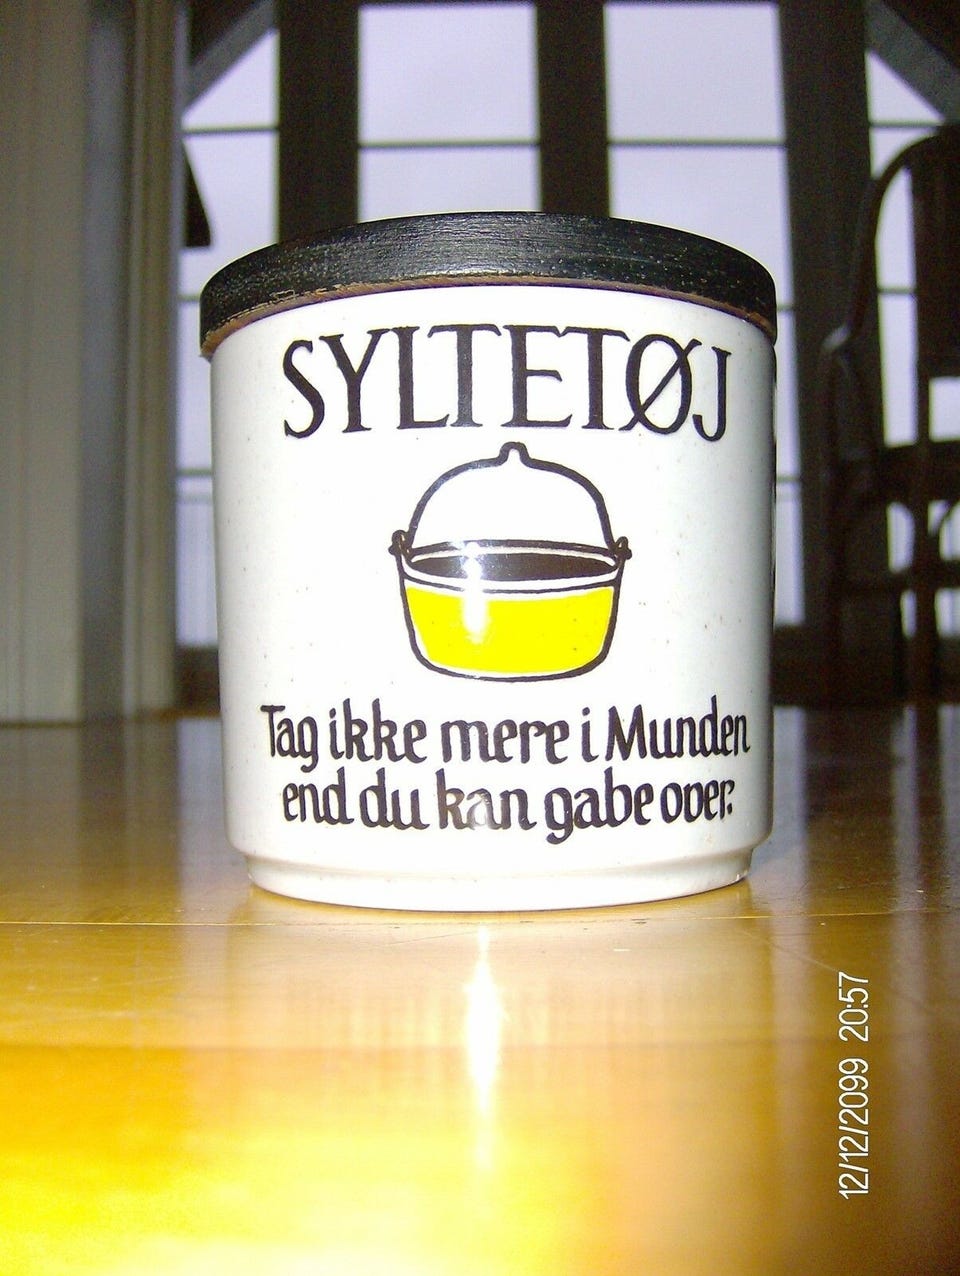 SYLTETØJ
Tag ikke mere i Munden
end du kan gabe over.
12/12/2099 20:57